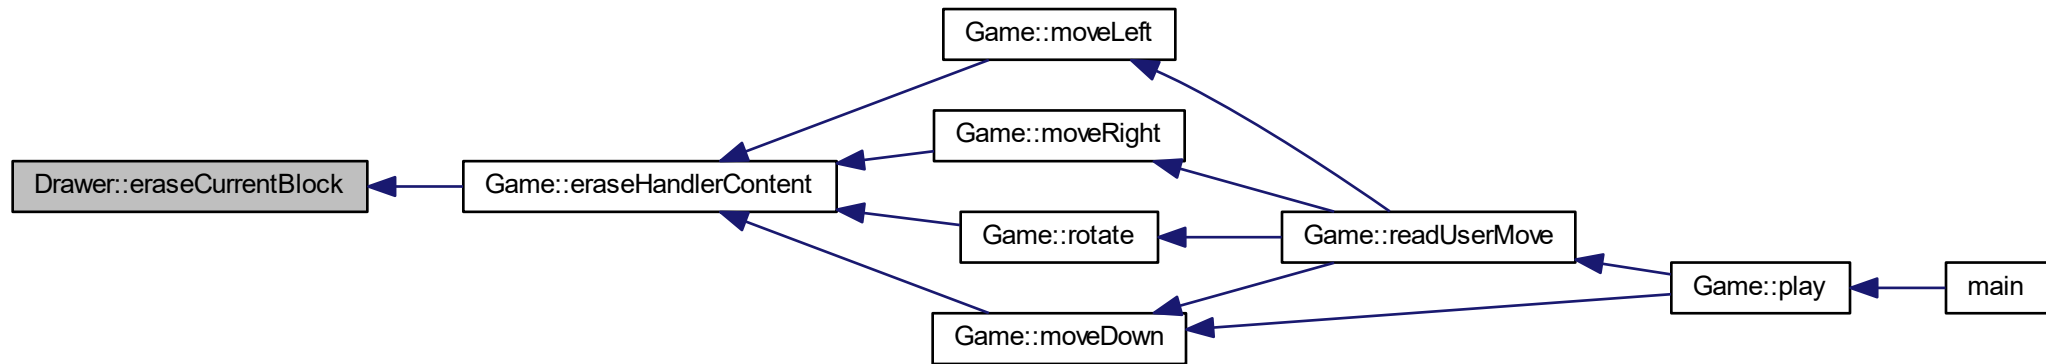 Game::moveLeft
Game::moveRight
Drawer::eraseCurrentBlock
Game::eraseHandlerContent
Game::rotate
Game::readUserMove
Game::play
main
Game::moveDown